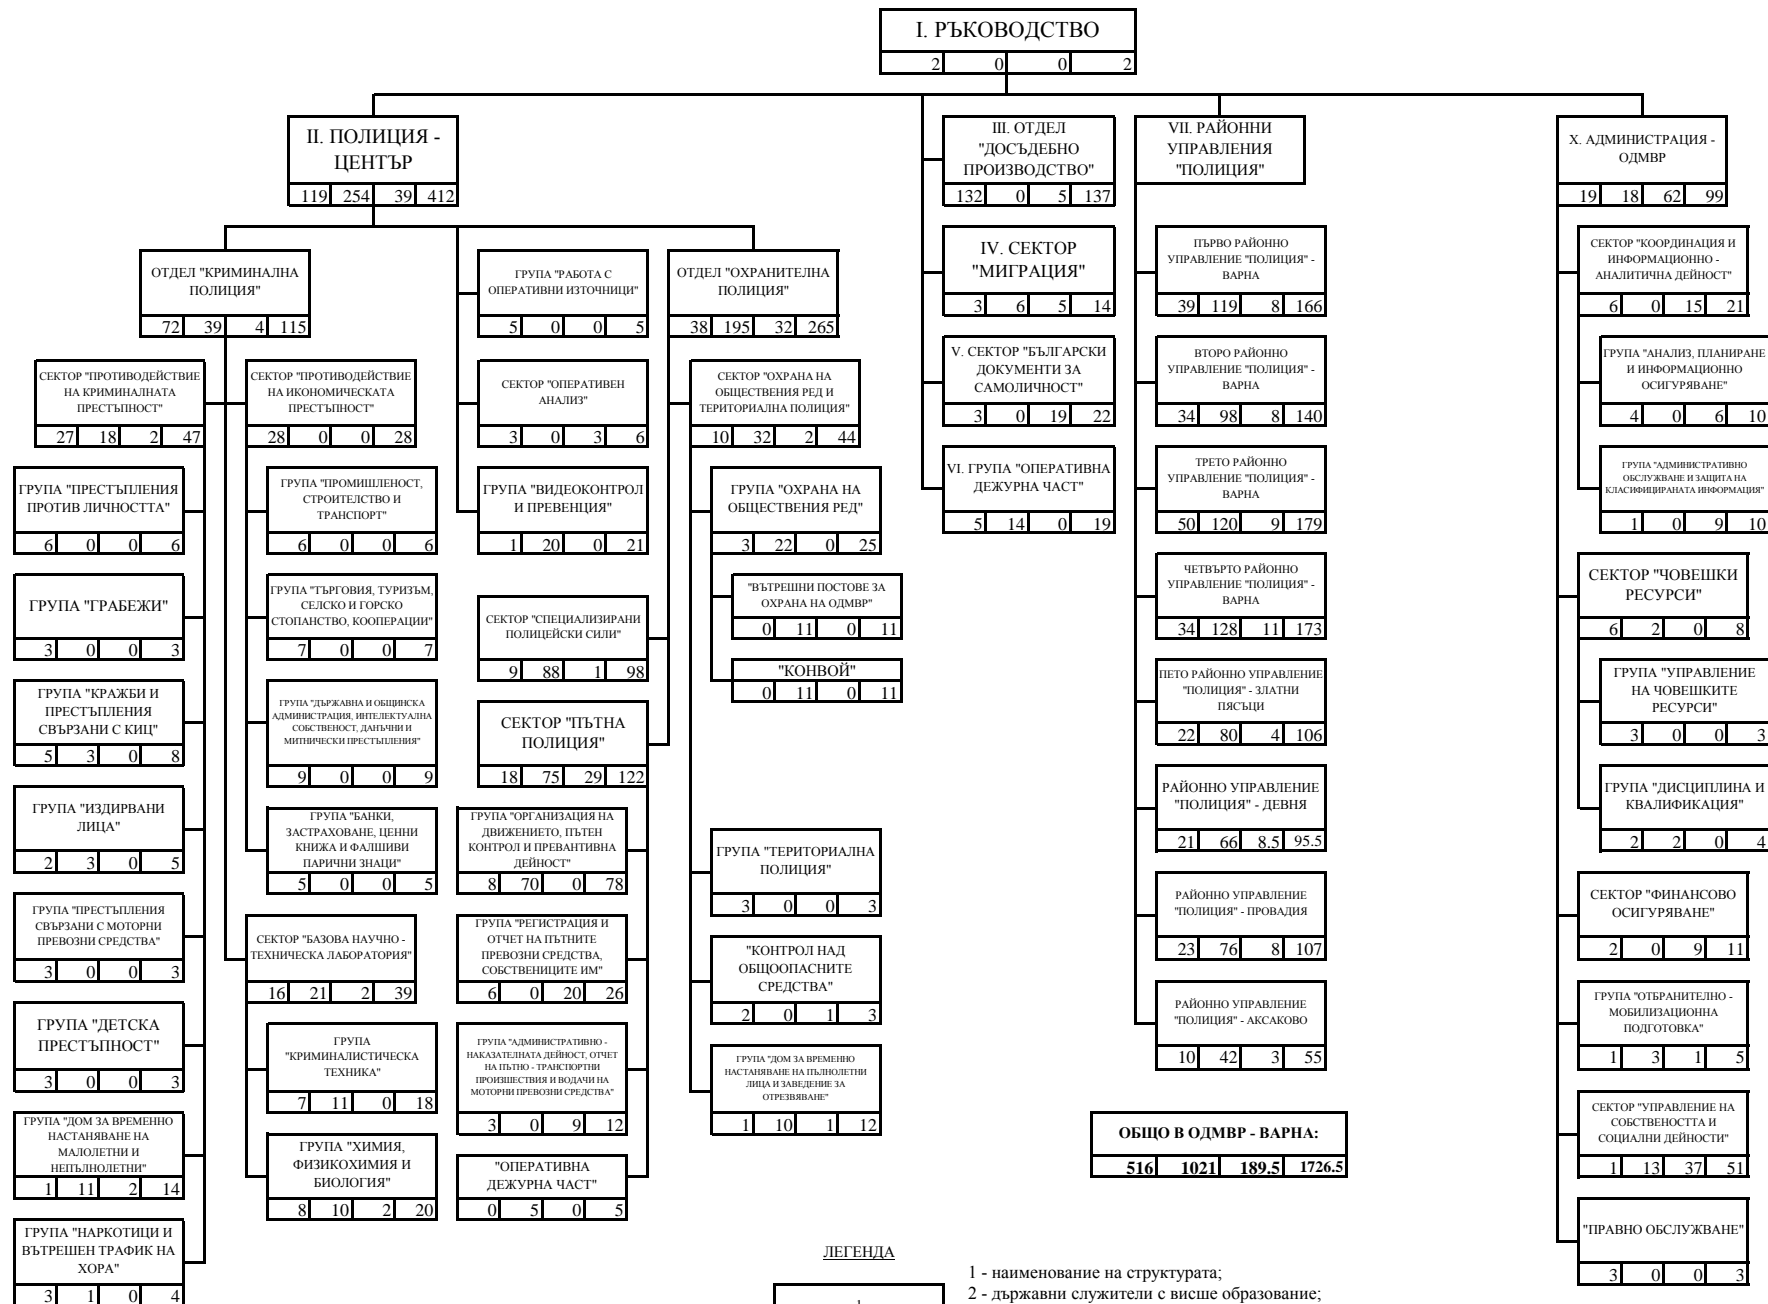 I. РЪКОВОДСТВО
2 0 0 2
II. ПОЛИЦИЯ -
ЦЕНТЪР
119 254 39 412
ОТДЕЛ "КРИМИНАЛНА
ПОЛИЦИЯ"
72 39 4 115
СЕКТОР "ПРОТИВОДЕЙСТВИЕ
НА КРИМИНАЛНАТА
ПРЕСТЪПНОСТ"
27 18 2 47
ГРУПА "ПРЕСТЪПЛЕНИЯ
ПРОТИВ ЛИЧНОСТТА"
6 0 0 6
ГРУПА "ГРАБЕЖИ"
3 0 0 3
ГРУПА "КРАЖБИ И
ПРЕСТЪПЛЕНИЯ
СВЪРЗАНИ С КИЦ"
5 3 0 8
ГРУПА "ИЗДИРВАНИ
ЛИЦА"
2 3 0 5
ГРУПА "ПРЕСТЪПЛЕНИЯ
СВЪРЗАНИ С МОТОРНИ
ПРЕВОЗНИ СРЕДСТВА"
3 0 0 3
ГРУПА "ДЕТСКА
ПРЕСТЪПНОСТ"
3 0 0 3
ГРУПА "ДОМ ЗА ВРЕМЕННО
НАСТАНЯВАНЕ НА
МАЛОЛЕТНИ И
НЕПЪЛНОЛЕТНИ"
1 11 2 14
ГРУПА "НАРКОТИЦИ И
ВЪТРЕШЕН ТРАФИК НА
ХОРА"
3 1 0 4
СЕКТОР "ПРОТИВОДЕЙСТВИЕ
НА ИКОНОМИЧЕСКАТА
ПРЕСТЪПНОСТ"
28 0 0 28
ГРУПА "ПРОМИШЛЕНОСТ,
СТРОИТЕЛСТВО И
ТРАНСПОРТ"
6 0 0 6
ГРУПА "ТЪРГОВИЯ, ТУРИЗЪМ,
СЕЛСКО И ГОРСКО
СТОПАНСТВО, КООПЕРАЦИИ"
7 0 0 7
ГРУПА "ДЪРЖАВНА И ОБЩИНСКА
АДМИНИСТРАЦИЯ, ИНТЕЛЕКТУАЛНА
СОБСТВЕНОСТ, ДАНЪЧНИ И
МИТНИЧЕСКИ ПРЕСТЪПЛЕНИЯ"
9 0 0 9
ГРУПА "БАНКИ,
ЗАСТРАХОВАНЕ, ЦЕННИ
КНИЖА И ФАЛШИВИ
ПАРИЧНИ ЗНАЦИ"
5 0 0 5
СЕКТОР "БАЗОВА НАУЧНО -
ТЕХНИЧЕСКА ЛАБОРАТОРИЯ"
16 21 2 39
ГРУПА
"КРИМИНАЛИСТИЧЕСКА
ТЕХНИКА"
7 11 0 18
ГРУПА "ХИМИЯ,
ФИЗИКОХИМИЯ И
БИОЛОГИЯ"
8 10 2 20
ГРУПА "РАБОТА С
ОПЕРАТИВНИ ИЗТОЧНИЦИ"
5 0 0 5
СЕКТОР "ОПЕРАТИВЕН
АНАЛИЗ"
3 0 3 6
ГРУПА "ВИДЕОКОНТРОЛ
И ПРЕВЕНЦИЯ"
1 20 0 21
ОТДЕЛ "ОХРАНИТЕЛНА
ПОЛИЦИЯ"
38 195 32 265
СЕКТОР "СПЕЦИАЛИЗИРАНИ
ПОЛИЦЕЙСКИ СИЛИ"
9 88 1 98
СЕКТОР "ПЪТНА
ПОЛИЦИЯ"
18 75 29 122
ГРУПА "ОРГАНИЗАЦИЯ НА
ДВИЖЕНИЕТО, ПЪТЕН
КОНТРОЛ И ПРЕВАНТИВНА
ДЕЙНОСТ"
8 70 0 78
ГРУПА "РЕГИСТРАЦИЯ И
ОТЧЕТ НА ПЪТНИТЕ
ПРЕВОЗНИ СРЕДСТВА,
СОБСТВЕНИЦИТЕ ИМ"
6 0 20 26
ГРУПА "АДМИНИСТРАТИВНО -
НАКАЗАТЕЛНАТА ДЕЙНОСТ, ОТЧЕТ
НА ПЪТНО - ТРАНСПОРТНИ
ПРОИЗШЕСТВИЯ И ВОДАЧИ НА
МОТОРНИ ПРЕВОЗНИ СРЕДСТВА"
3 0 9 12
"ОПЕРАТИВНА
ДЕЖУРНА ЧАСТ"
0 5 0 5
СЕКТОР "ОХРАНА НА
ОБЩЕСТВЕНИЯ РЕД И
ТЕРИТОРИАЛНА ПОЛИЦИЯ"
10 32 2 44
ГРУПА "ОХРАНА НА
ОБЩЕСТВЕНИЯ РЕД"
3 22 0 25
"ВЪТРЕШНИ ПОСТОВЕ ЗА
ОХРАНА НА ОДМВР"
0 11 0 11
"КОНВОЙ"
0 11 0 11
ГРУПА "ТЕРИТОРИАЛНА
ПОЛИЦИЯ"
3 0 0 3
"КОНТРОЛ НАД
ОБЩООПАСНИТЕ
СРЕДСТВА"
2 0 1 3
ГРУПА "ДОМ ЗА ВРЕМЕННО
НАСТАНЯВАНЕ НА ПЪЛНОЛЕТНИ
ЛИЦА И ЗАВЕДЕНИЕ ЗА
ОТРЕЗВЯВАНЕ"
1 10 1 12
III. ОТДЕЛ
"ДОСЪДЕБНО
ПРОИЗВОДСТВО"
132 0 5 137
IV. СЕКТОР
"МИГРАЦИЯ"
3 6 5 14
V. СЕКТОР "БЪЛГАРСКИ
ДОКУМЕНТИ ЗА
САМОЛИЧНОСТ"
3 0 19 22
VI. ГРУПА "ОПЕРАТИВНА
ДЕЖУРНА ЧАСТ"
5 14 0 19
VII. РАЙОННИ
УПРАВЛЕНИЯ
"ПОЛИЦИЯ"
ПЪРВО РАЙОННО
УПРАВЛЕНИЕ "ПОЛИЦИЯ" -
ВАРНА
39 119 8 166
ВТОРО РАЙОННО
УПРАВЛЕНИЕ "ПОЛИЦИЯ" -
ВАРНА
34 98 8 140
ТРЕТО РАЙОННО
УПРАВЛЕНИЕ "ПОЛИЦИЯ" -
ВАРНА
50 120 9 179
ЧЕТВЪРТО РАЙОННО
УПРАВЛЕНИЕ "ПОЛИЦИЯ" -
ВАРНА
34 128 11 173
ПЕТО РАЙОННО УПРАВЛЕНИЕ
"ПОЛИЦИЯ" - ЗЛАТНИ
ПЯСЪЦИ
22 80 4 106
РАЙОННО УПРАВЛЕНИЕ
"ПОЛИЦИЯ" - ДЕВНЯ
21 66 8.5 95.5
РАЙОННО УПРАВЛЕНИЕ
"ПОЛИЦИЯ" - ПРОВАДИЯ
23 76 8 107
РАЙОННО УПРАВЛЕНИЕ
"ПОЛИЦИЯ" - АКСАКОВО
10 42 3 55
X. АДМИНИСТРАЦИЯ -
ОДМВР
19 18 62 99
СЕКТОР "КООРДИНАЦИЯ И
ИНФОРМАЦИОННО -
АНАЛИТИЧНА ДЕЙНОСТ"
6 0 15 21
ГРУПА "АНАЛИЗ, ПЛАНИРАНЕ
И ИНФОРМАЦИОННО
ОСИГУРЯВАНЕ"
4 0 6 10
ГРУПА "АДМИНИСТРАТИВНО
ОБСЛУЖВАНЕ И ЗАЩИТА НА
КЛАСИФИЦИРАНАТА ИНФОРМАЦИЯ"
1 0 9 10
СЕКТОР "ЧОВЕШКИ
РЕСУРСИ"
6 2 0 8
ГРУПА "УПРАВЛЕНИЕ
НА ЧОВЕШКИТЕ
РЕСУРСИ"
3 0 0 3
ГРУПА "ДИСЦИПЛИНА И
КВАЛИФИКАЦИЯ"
2 2 0 4
СЕКТОР "ФИНАНСОВО
ОСИГУРЯВАНЕ"
2 0 9 11
ГРУПА "ОТБРАНИТЕЛНО -
МОБИЛИЗАЦИОННА
ПОДГОТОВКА"
1 3 1 5
СЕКТОР "УПРАВЛЕНИЕ НА
СОБСТВЕНОСТТА И
СОЦИАЛНИ ДЕЙНОСТИ"
1 13 37 51
"ПРАВНО ОБСЛУЖВАНЕ"
3 0 0 3
ОБЩО В ОДМВР - ВАРНА:
516 1021 189.5 1726.5
ЛЕГЕНДА
1
1 - наименование на структурата;
2 - държавни служители с висше образование;